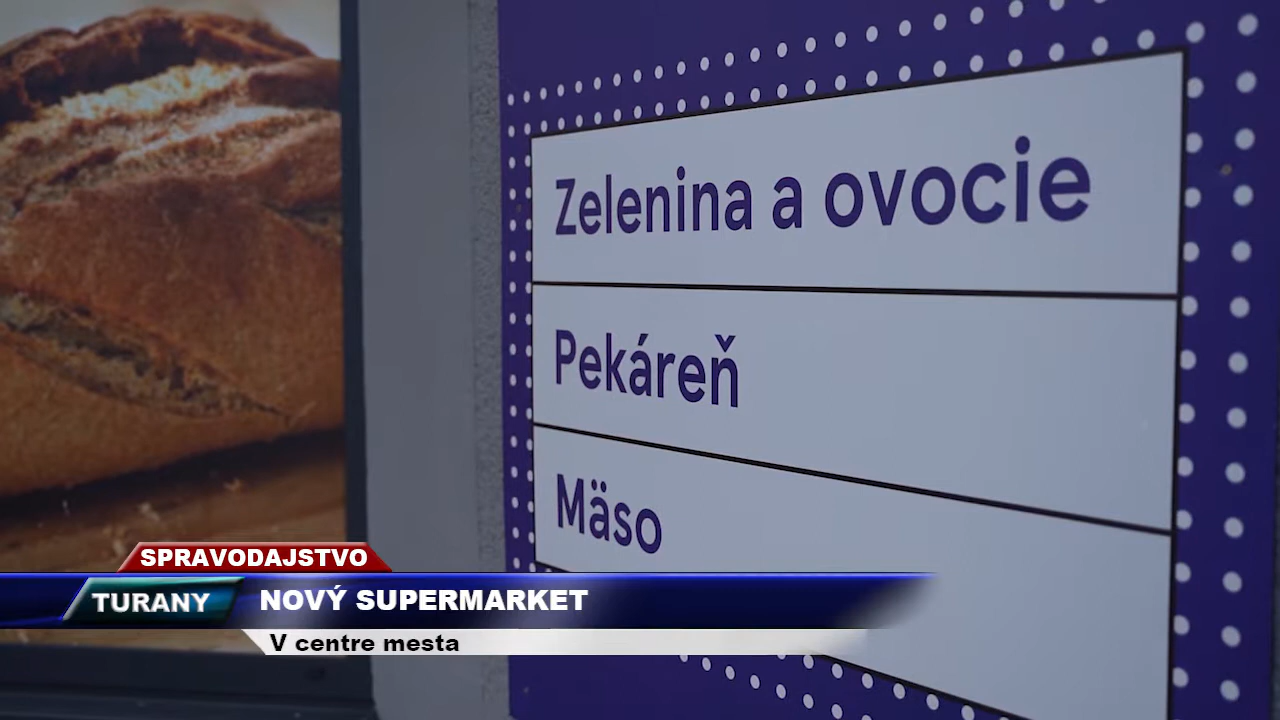 Zelenina a ovocie
Pekáreň
Mäso
SPRAVODAJSTVO
TURANY
NOVÝ SUPERMARKET
V centre mesta